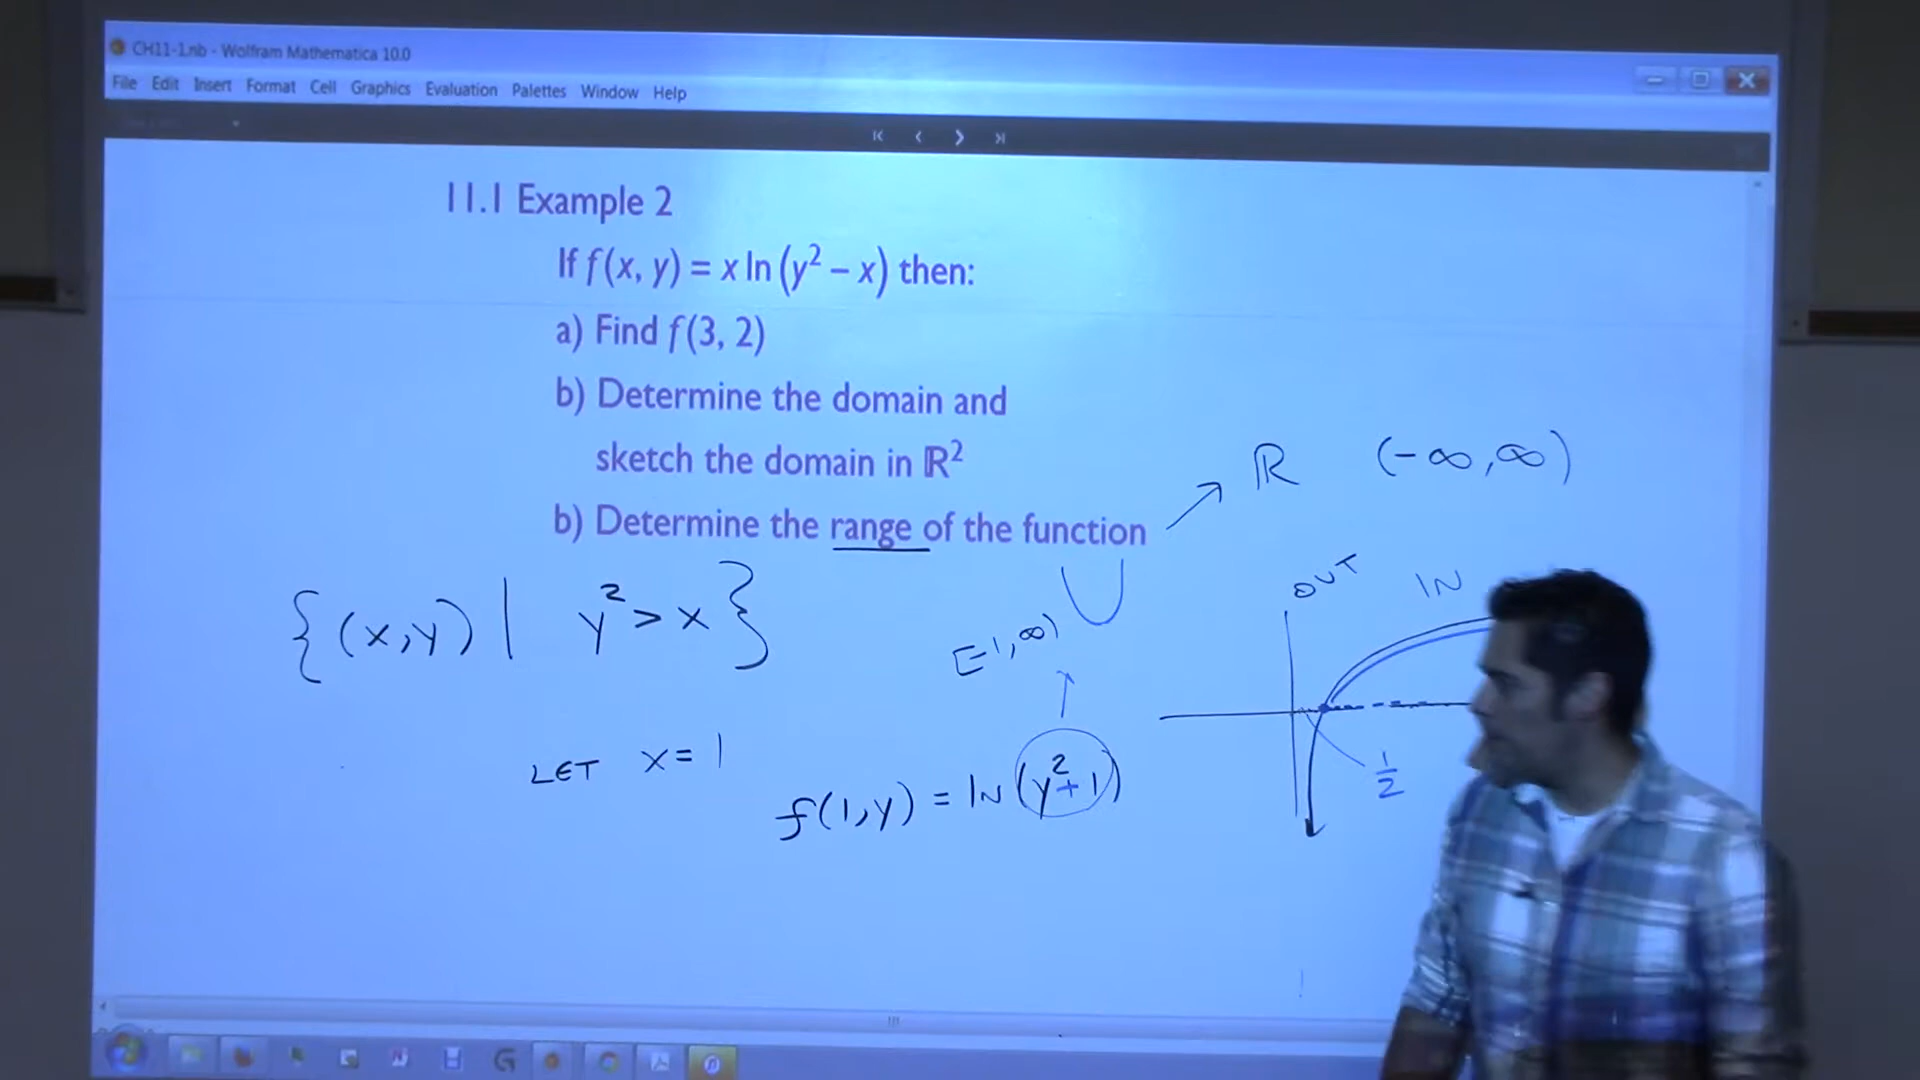 CH11-1.nb - Wolfram Mathematica 10.0
File Edit Insert Format Cell Graphics Evaluation Palettes Window Help
11.1 Example 2
If f(x, y) = x ln(y² – x) then:
a) Find f(3, 2)
b) Determine the domain and
sketch the domain in ℝ²
b) Determine the range of the function
ℝ (-∞,∞)
{(x,y) | y² > x}
[-1,∞)
OUT IN
LET x = 1
f(1,y) = ln(y²+1)
1/2